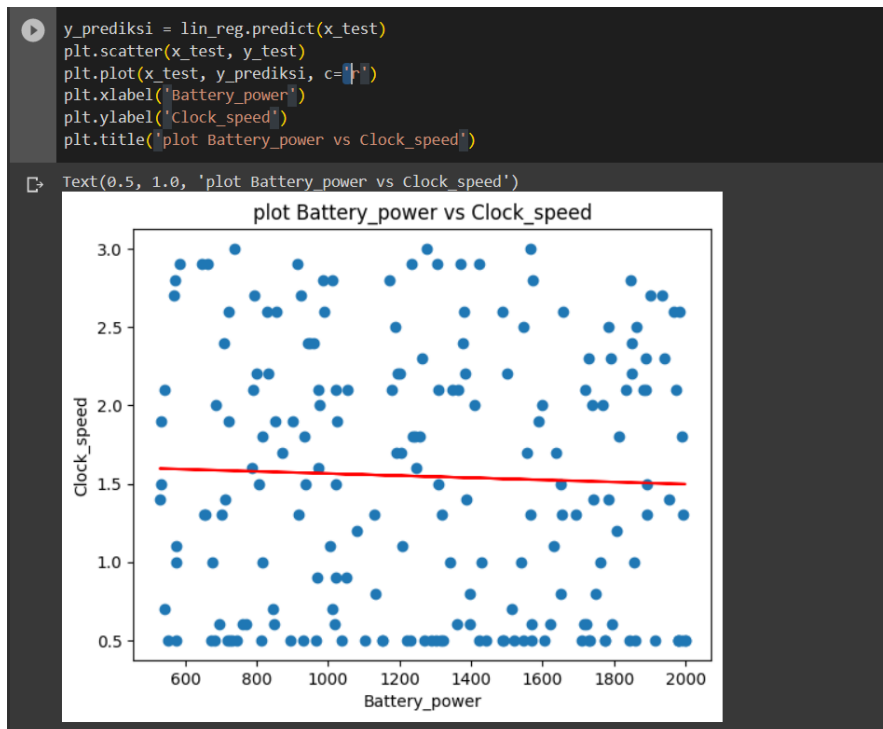 y_prediksi = lin_reg.predict(x_test)
plt.scatter(x_test, y_test)
plt.plot(x_test, y_prediksi, c='r')
plt.xlabel('Battery_power')
plt.ylabel('Clock_speed')
plt.title('plot Battery_power vs Clock_speed')
Text(0.5, 1.0, 'plot Battery_power vs Clock_speed')
plot Battery_power vs Clock_speed
3.0
2.5
2.0
1.5
1.0
0.5
Clock_speed
600 800 1000 1200 1400 1600 1800 2000
Battery_power